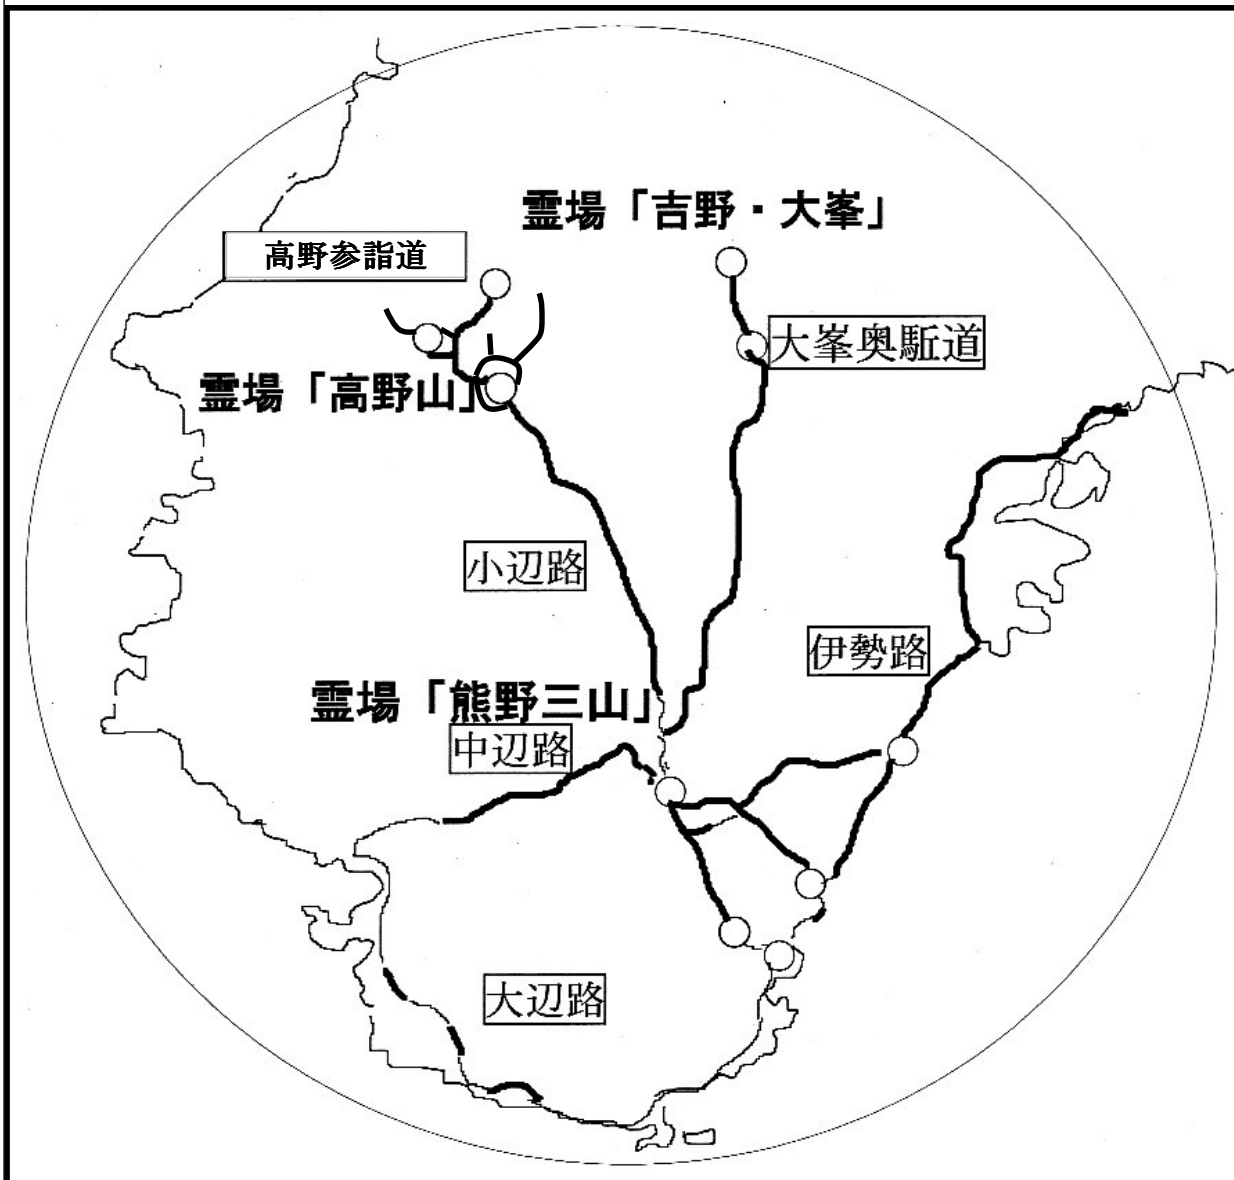 霊場「吉野・大峯」
高野参詣道
大峯奥駈道
霊場「高野山」
小辺路
伊勢路
霊場「熊野三山」
中辺路
大辺路